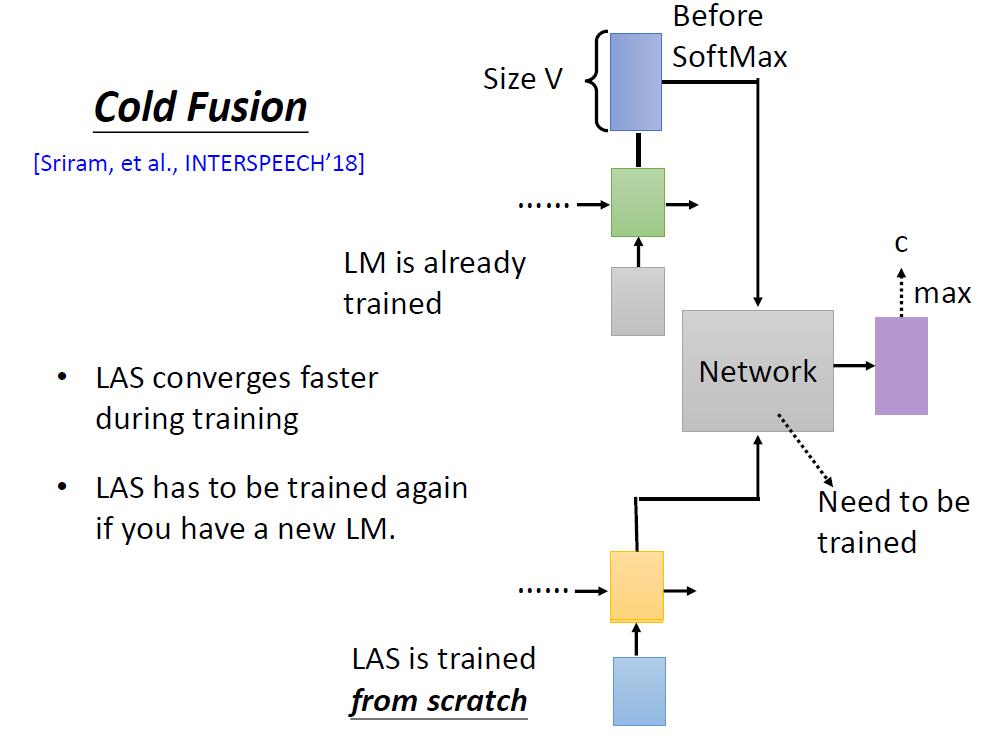 Cold Fusion
[Sriram, et al., INTERSPEECH’18]
Before
SoftMax
Size V
......
LM is already
trained
c
max
Network
• LAS converges faster
during training
• LAS has to be trained again
if you have a new LM.
Need to be
trained
......
LAS is trained
from scratch